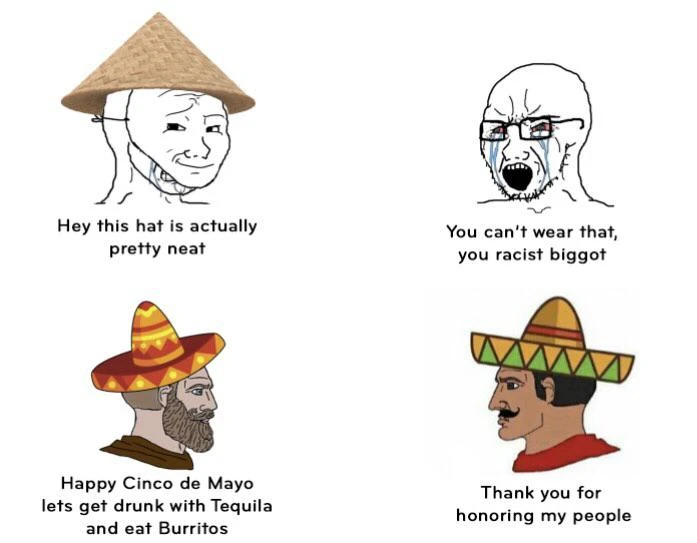 Hey this hat is actually
pretty neat
You can't wear that,
you racist biggot
Happy Cinco de Mayo
lets get drunk with Tequila
and eat Burritos
Thank you for
honoring my people